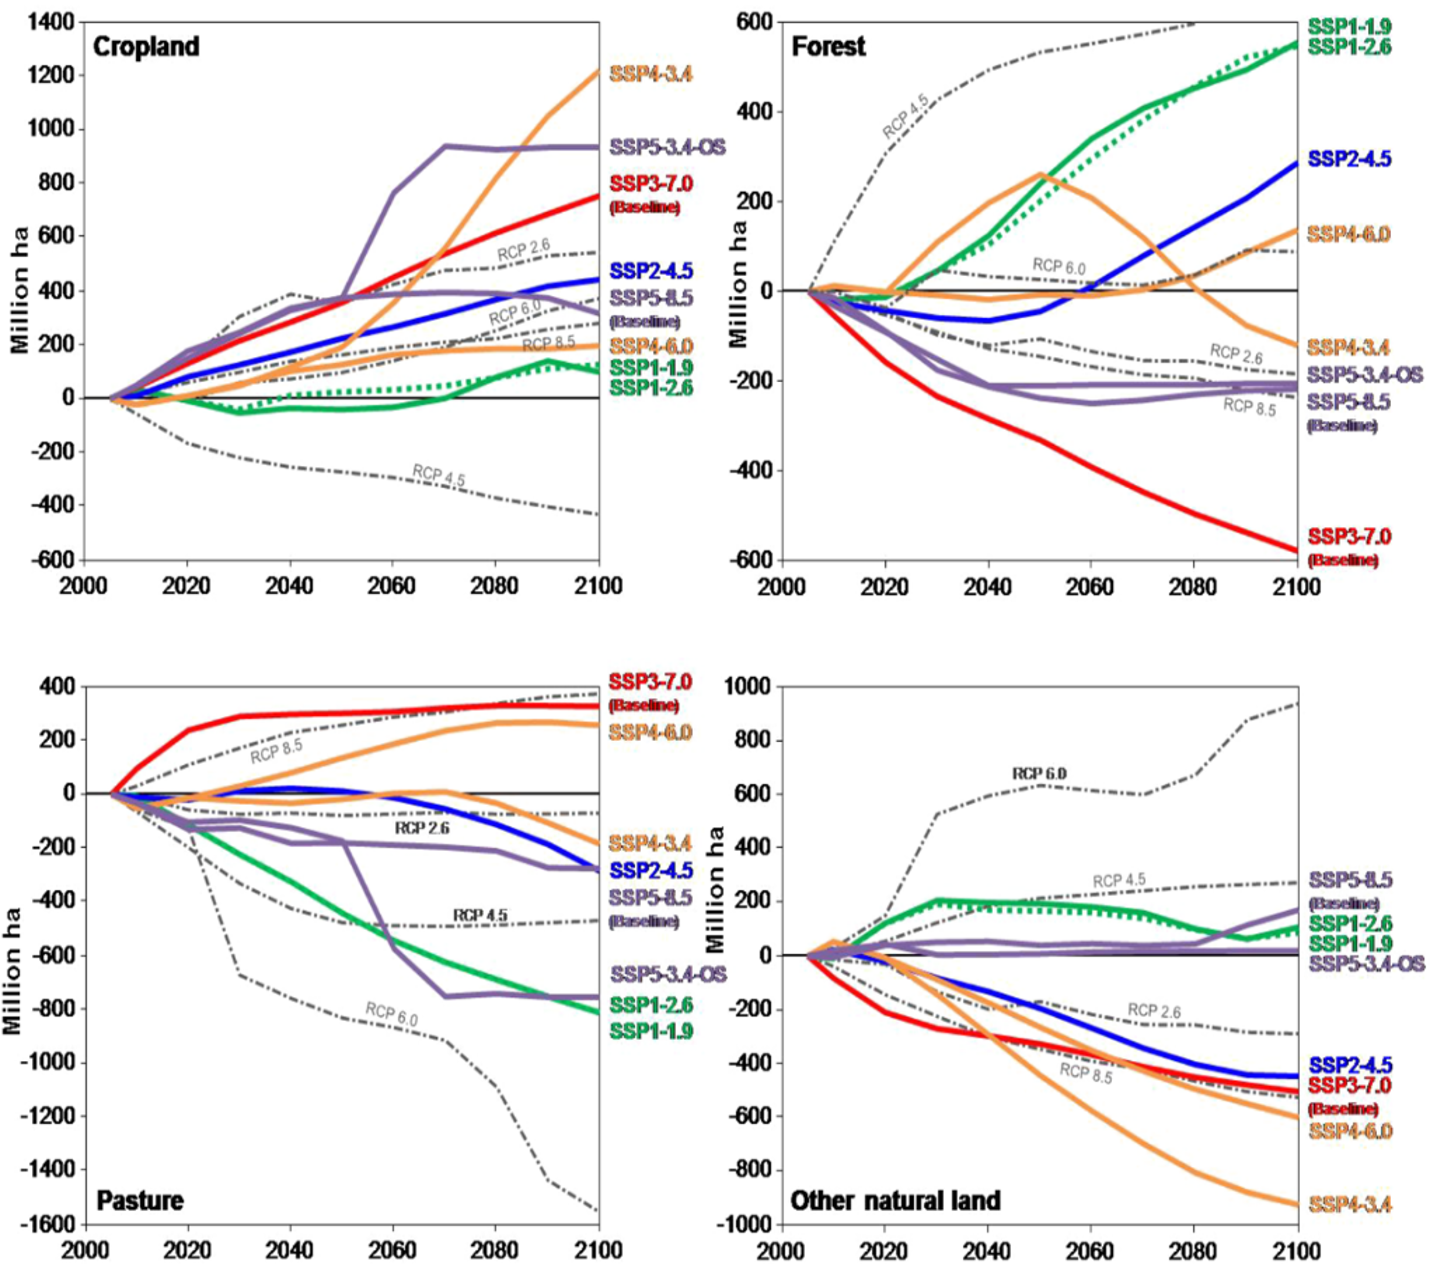 Cropland
Million ha
1400
1200
1000
800
600
400
200
0
-200
-400
-600
2000 2020 2040 2060 2080 2100
RCP 2.6
RCP 6.0
RCP 8.5
RCP 4.5
SSP4-3.4
SSP5-3.4-OS
SSP3-7.0
(Baseline)
SSP2-4.5
SSP5-8.5
(Baseline)
SSP4-6.0
SSP1-1.9
SSP1-2.6
Forest
Million ha
600
400
200
0
-200
-400
-600
2000 2020 2040 2060 2080 2100
RCP 4.5
RCP 6.0
RCP 2.6
RCP 8.5
SSP1-1.9
SSP1-2.6
SSP2-4.5
SSP4-6.0
SSP4-3.4
SSP5-3.4-OS
SSP5-8.5
(Baseline)
SSP3-7.0
(Baseline)
Pasture
Million ha
400
200
0
-200
-400
-600
-800
-1000
-1200
-1400
-1600
2000 2020 2040 2060 2080 2100
RCP 8.5
RCP 2.6
RCP 4.5
RCP 6.0
SSP3-7.0
(Baseline)
SSP4-6.0
SSP4-3.4
SSP2-4.5
SSP5-8.5
(Baseline)
SSP5-3.4-OS
SSP1-2.6
SSP1-1.9
Other natural land
Million ha
1000
800
600
400
200
0
-200
-400
-600
-800
-1000
2000 2020 2040 2060 2080 2100
RCP 6.0
RCP 4.5
RCP 2.6
RCP 8.5
SSP5-8.5
(Baseline)
SSP1-2.6
SSP1-1.9
SSP5-3.4-OS
SSP2-4.5
SSP3-7.0
(Baseline)
SSP4-6.0
SSP4-3.4